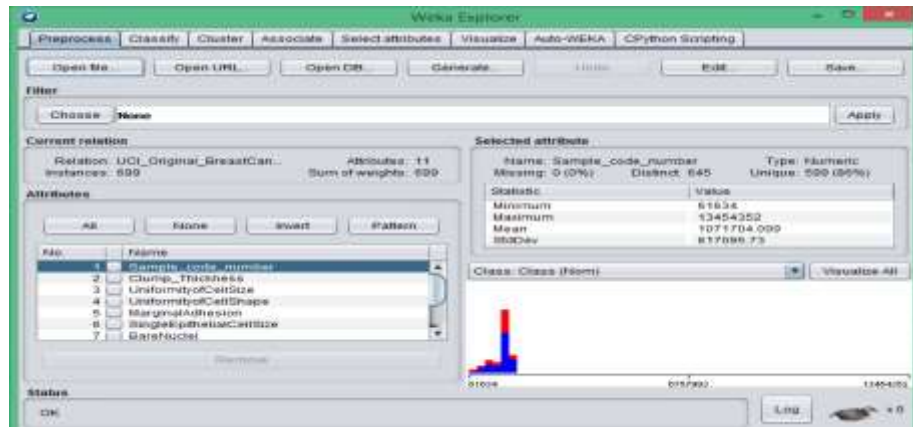 Weka Explorer
Preprocess Classify Cluster Associate Select attributes Visualize Auto-WEKA CPython Scripting
Open file... Open URL... Open DB... Generate... Undo Edit... Save...
Filter
Choose None Apply
Current relation
Relation: UCI_Original_BreastCan... Attributes: 11
Instances: 699 Sum of weights: 699
Selected attribute
Name: Sample_code_number Type: Numeric
Missing: 0 (0%) Distinct: 645 Unique: 599 (86%)
Statistic Value
Minimum 61634
Maximum 13454352
Mean 1071704.099
StdDev 617095.73
Attributes
All None Invert Pattern
No. Name
1 Sample_code_number
2 Clump_Thickness
3 UniformityofCellSize
4 UniformityofCellShape
5 MarginalAdhesion
6 SingleEpithelialCellSize
7 BareNuclei
Remove
Class: Class (Nom) Visualize All
61634 13454352
Status
OK
Log x 0